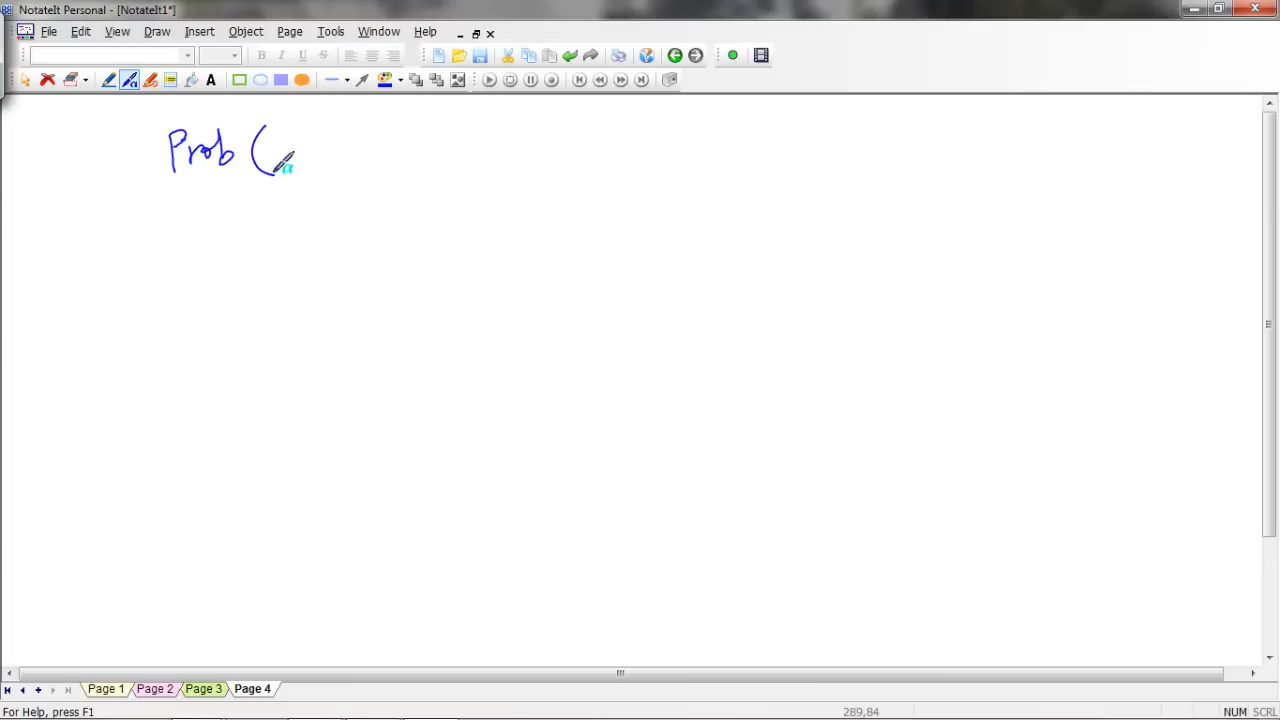 NotateIt Personal - [NotateIt1*]
File Edit View Draw Insert Object Page Tools Window Help
B I U S
A
Prob (
a
Page 1 Page 2 Page 3 Page 4
For Help, press F1 289,84 NUM SCRL